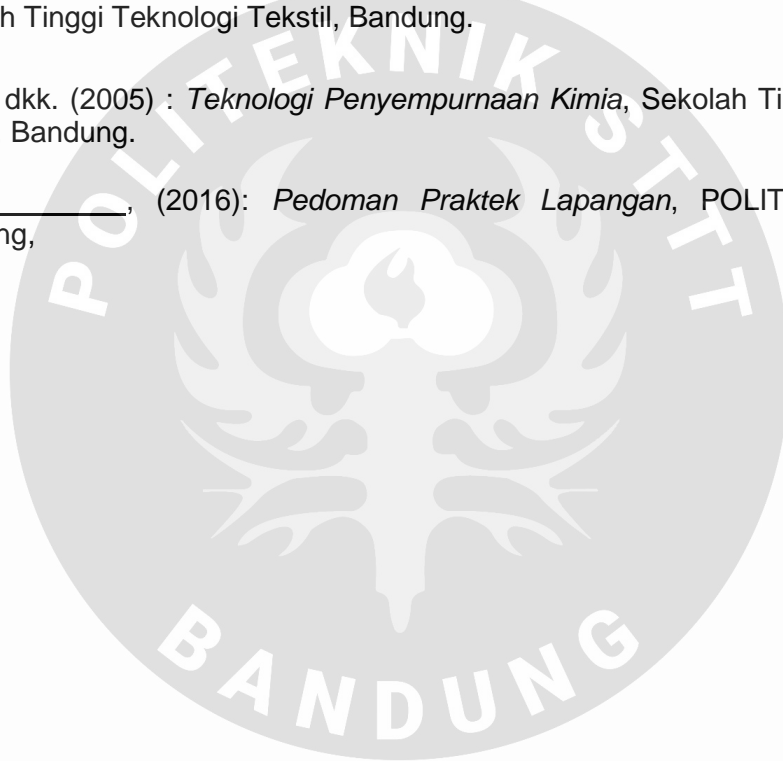 h Tinggi Teknologi Tekstil, Bandung.
dkk. (2005) : Teknologi Penyempurnaan Kimia, Sekolah Ti
Bandung.
, (2016): Pedoman Praktek Lapangan, POLIT
ng,
POLITEKNIK STTT
BANDUNG